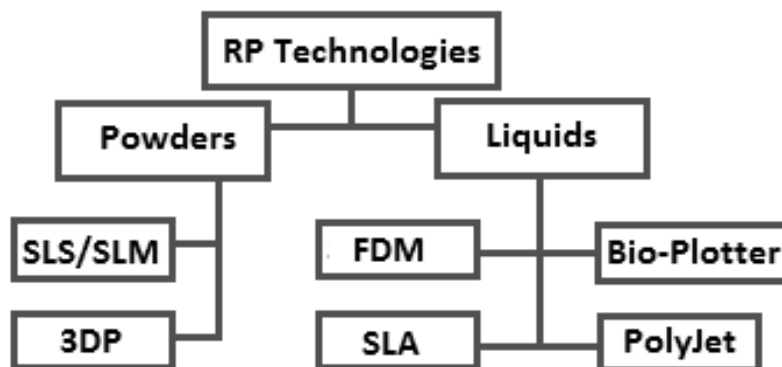 RP Technologies
Powders
Liquids
SLS/SLM
FDM
Bio-Plotter
3DP
SLA
PolyJet